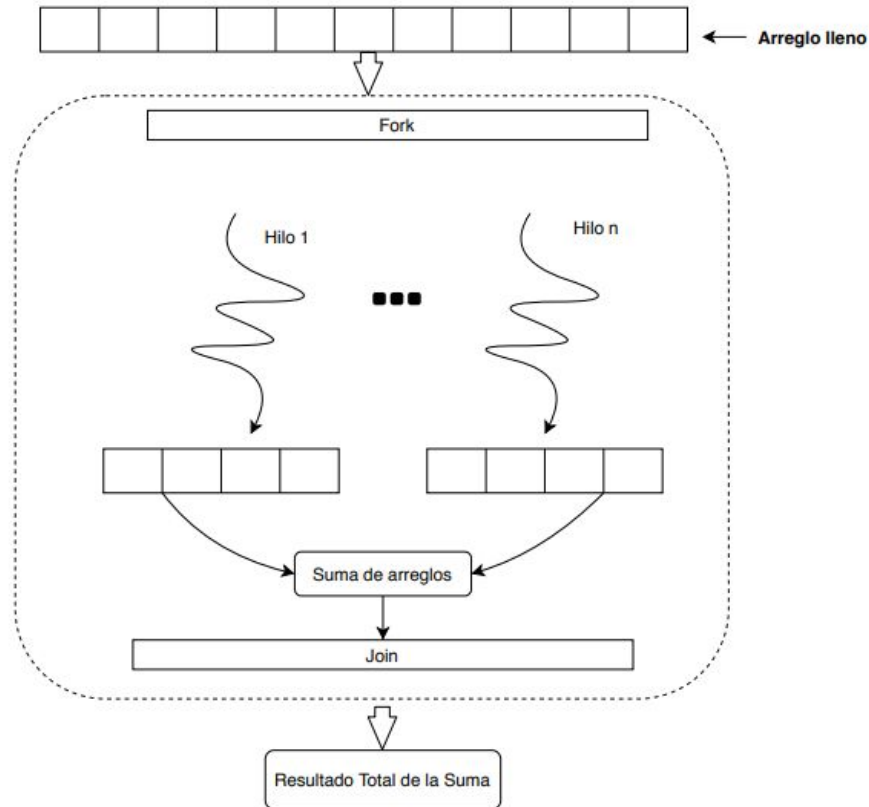 Arreglo lleno
Fork
Hilo 1
Hilo n
Suma de arreglos
Join
Resultado Total de la Suma